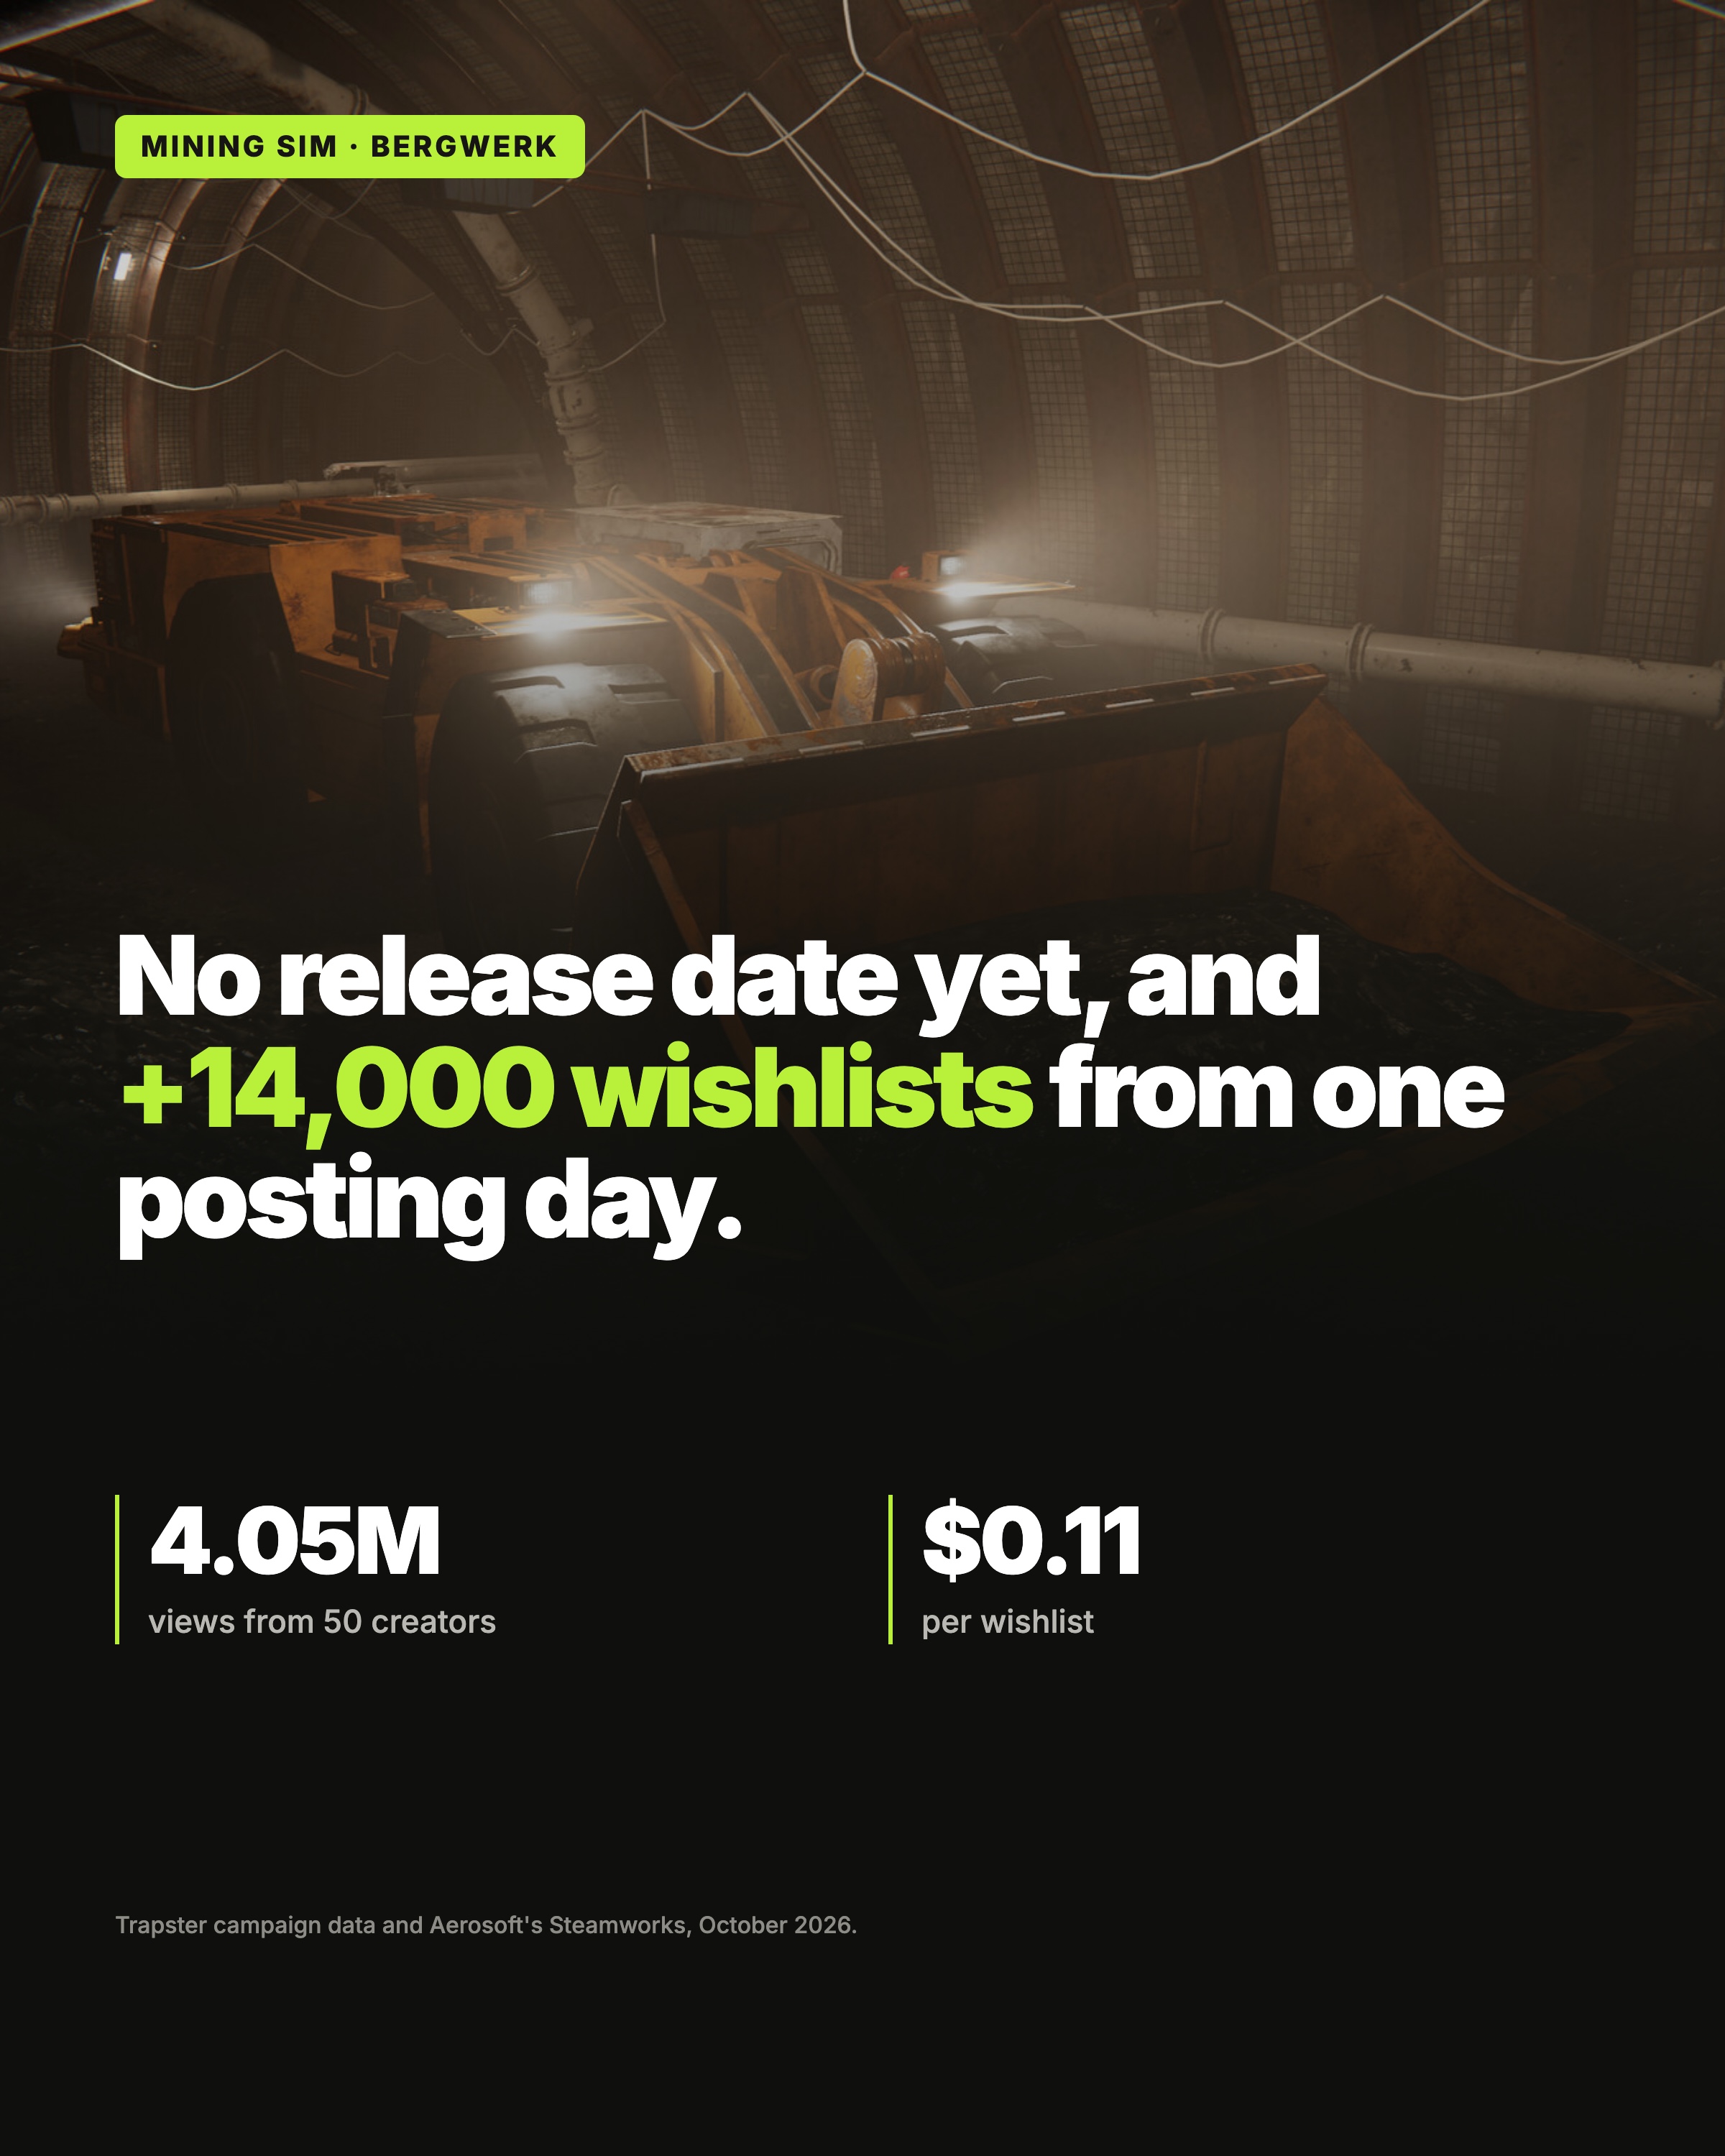 MINING SIM · BERGWERK
No release date yet, and
+14,000 wishlists from one
posting day.
4.05M
views from 50 creators
$0.11
per wishlist
Trapster campaign data and Aerosoft's Steamworks, October 2026.